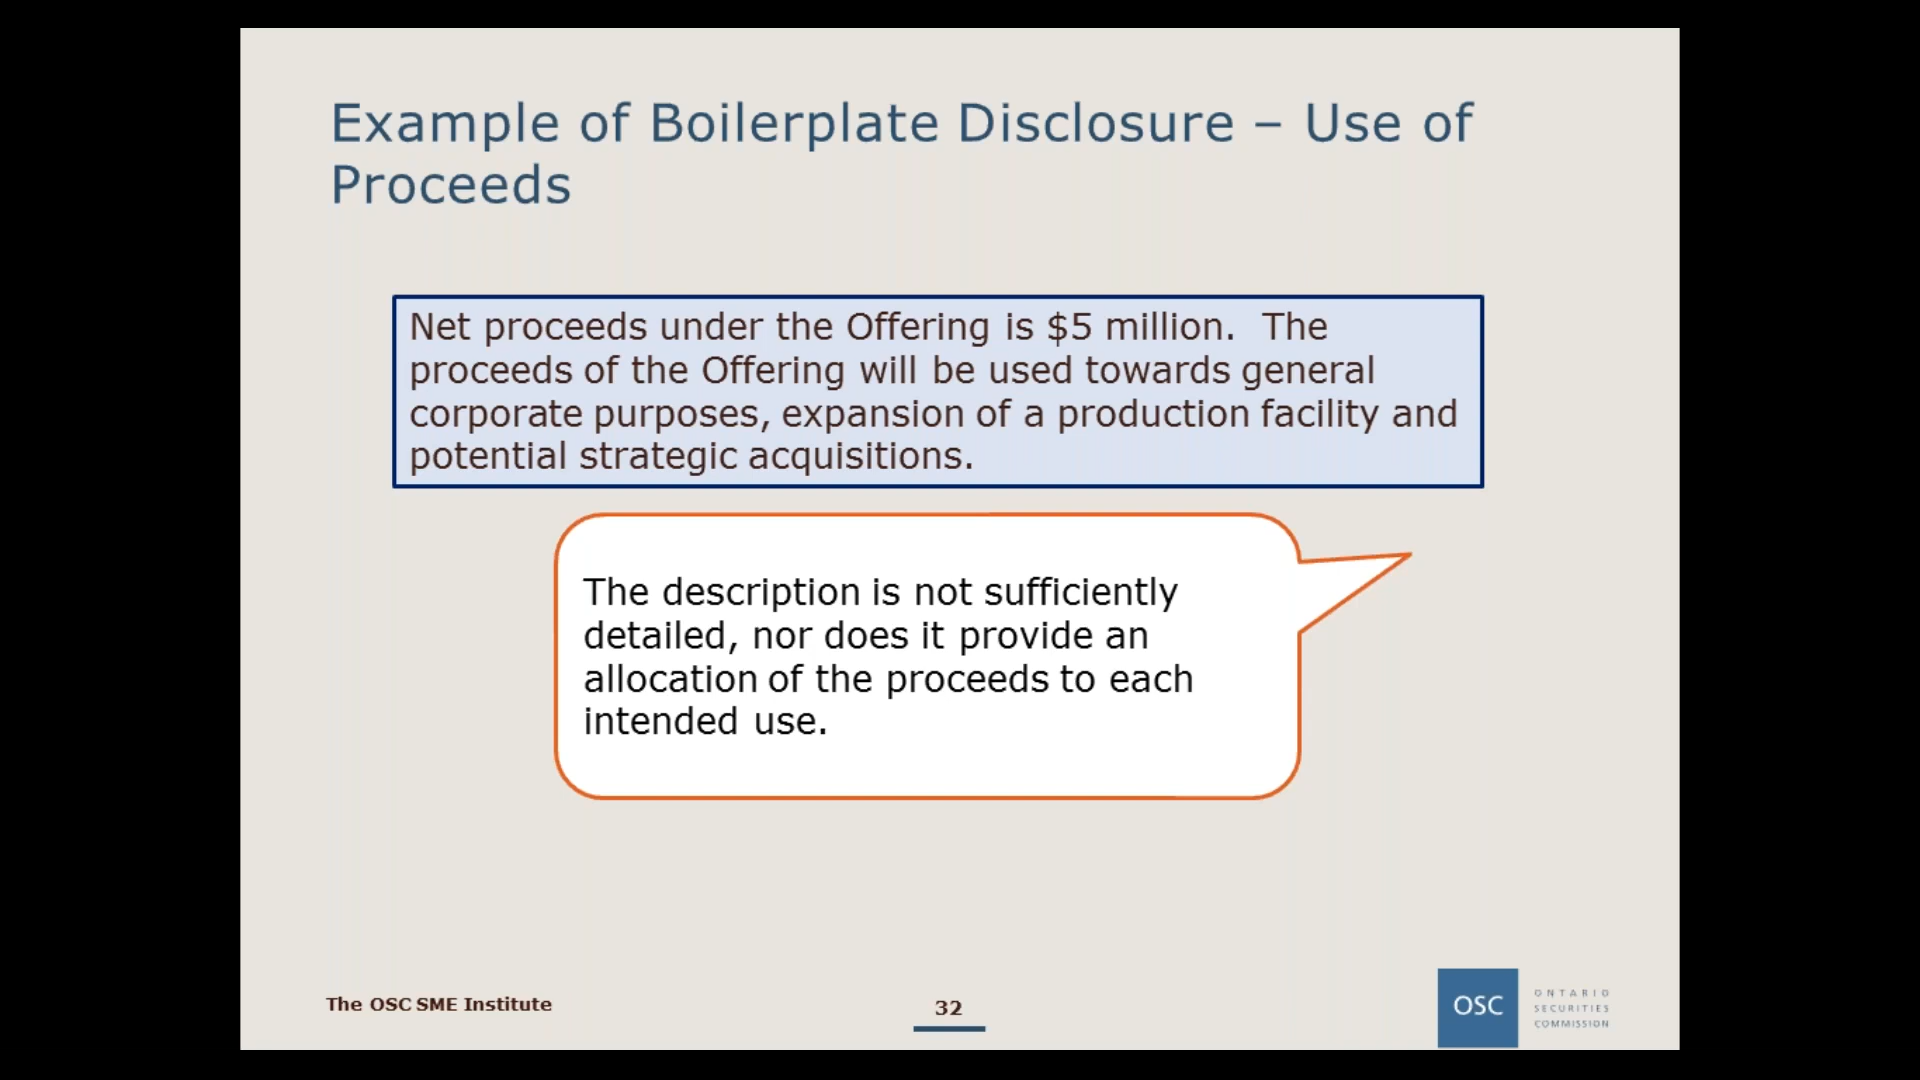 Example of Boilerplate Disclosure – Use of
Proceeds
Net proceeds under the Offering is $5 million.  The
proceeds of the Offering will be used towards general
corporate purposes, expansion of a production facility and
potential strategic acquisitions.
The description is not sufficiently
detailed, nor does it provide an
allocation of the proceeds to each
intended use.
The OSC SME Institute
32
OSC
ONTARIO
SECURITIES
COMMISSION